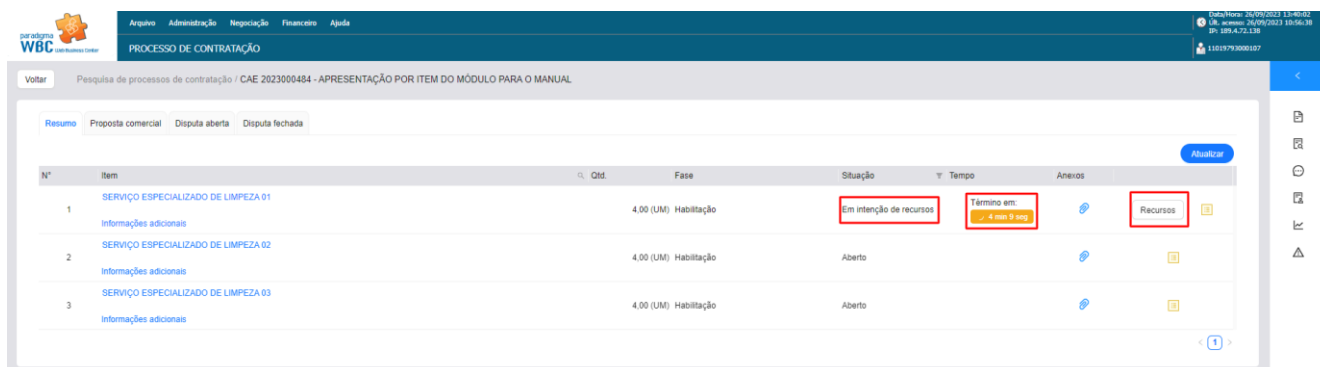 Data/Hora: 26/09/2023 13:40:02
Arquivo Administração Negociação Financeiro Ajuda
Últ. acesso: 26/09/2023 10:56:38
IP: 189.4.72.138
paradigma
WBC Web Business Center
PROCESSO DE CONTRATAÇÃO
11019793000107
Voltar Pesquisa de processos de contratação / CAE 2023000484 - APRESENTAÇÃO POR ITEM DO MÓDULO PARA O MANUAL
Resumo Proposta comercial Disputa aberta Disputa fechada
Atualizar
N° Item Qtd. Fase Situação Tempo Anexos
SERVIÇO ESPECIALIZADO DE LIMPEZA 01
1 4,00 (UM) Habilitação Em intenção de recursos Término em: 4 min 9 seg Recursos
Informações adicionais
SERVIÇO ESPECIALIZADO DE LIMPEZA 02
2 4,00 (UM) Habilitação Aberto
Informações adicionais
SERVIÇO ESPECIALIZADO DE LIMPEZA 03
3 4,00 (UM) Habilitação Aberto
Informações adicionais
< 1 >